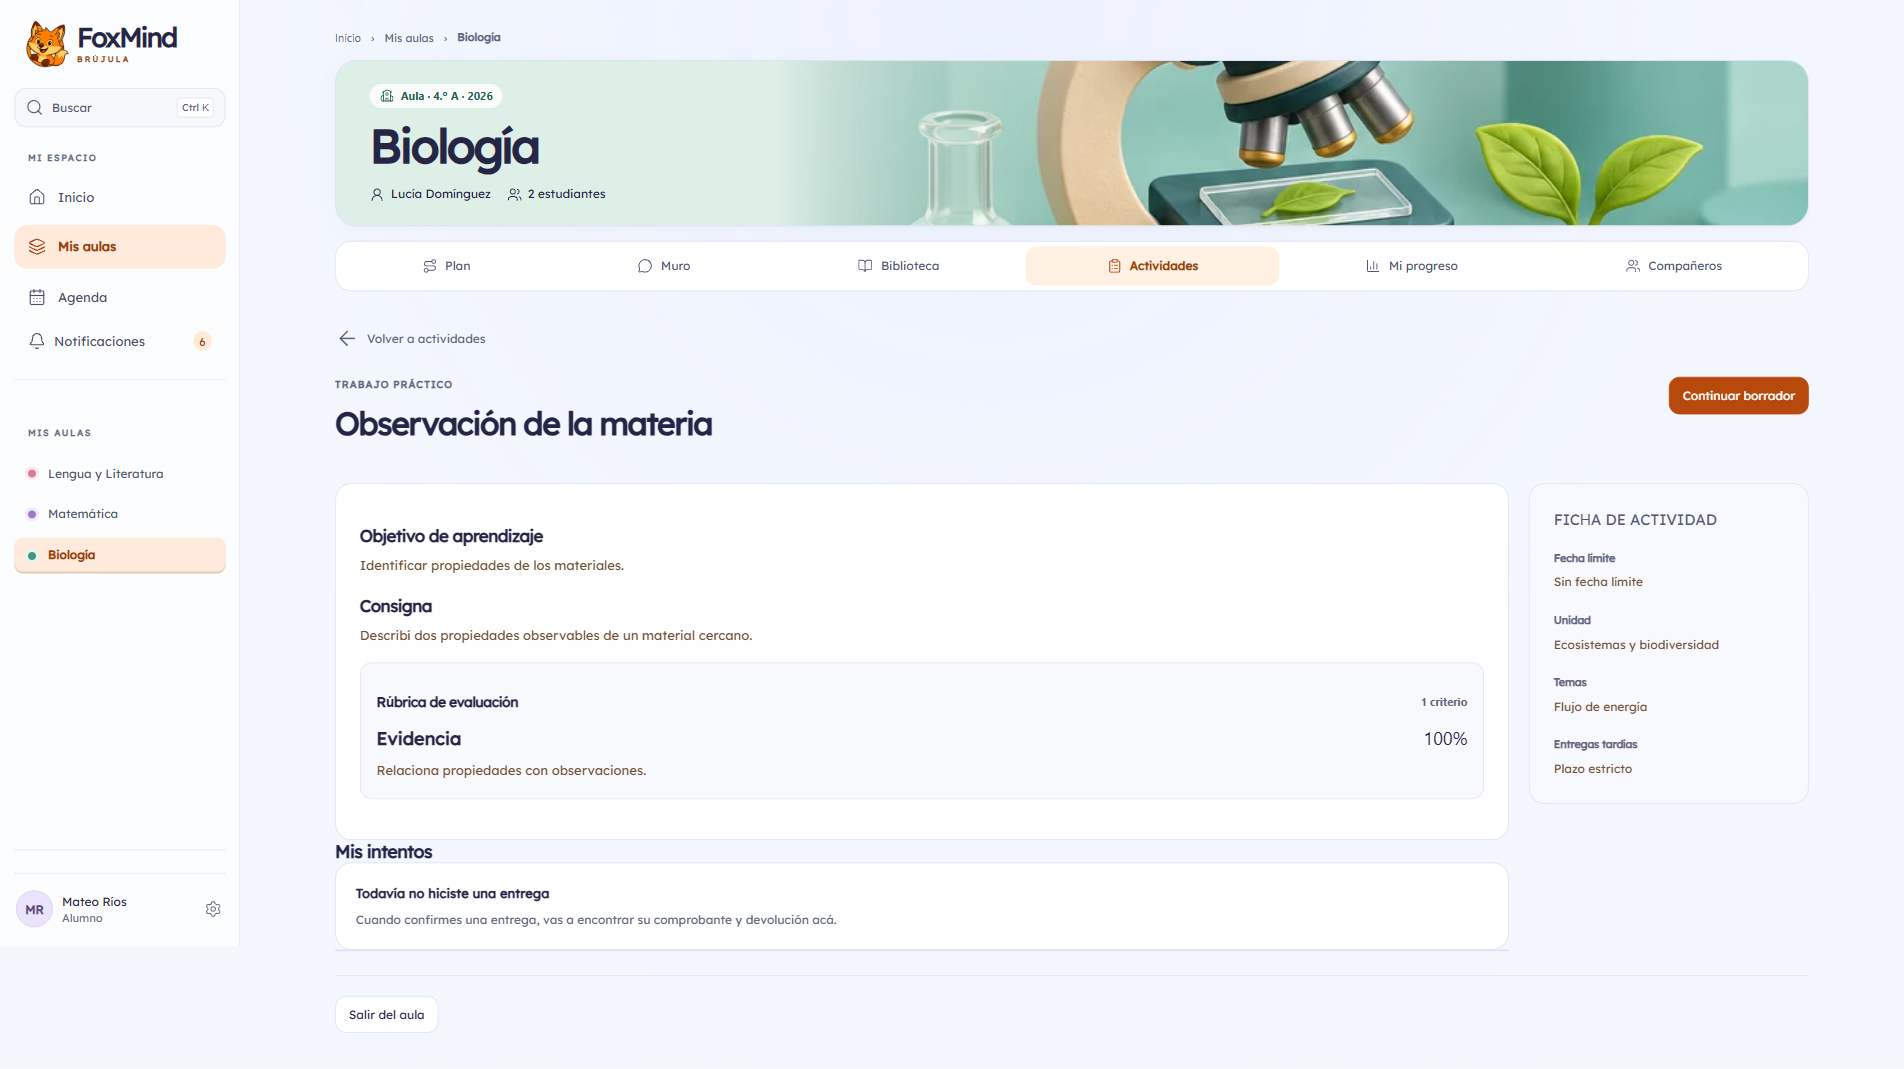 FoxMind
BRÚJULA
Buscar
Ctrl K
MI ESPACIO
Inicio
Mis aulas
Agenda
Notificaciones
6
MIS AULAS
Lengua y Literatura
Matemática
Biología
MR
Mateo Ríos
Alumno
Inicio › Mis aulas › Biología
Aula · 4.º A · 2026
Biología
Lucía Domínguez
2 estudiantes
Plan
Muro
Biblioteca
Actividades
Mi progreso
Compañeros
Volver a actividades
TRABAJO PRÁCTICO
Observación de la materia
Continuar borrador
Objetivo de aprendizaje
Identificar propiedades de los materiales.
Consigna
Describí dos propiedades observables de un material cercano.
Rúbrica de evaluación
1 criterio
Evidencia
100%
Relaciona propiedades con observaciones.
Mis intentos
Todavía no hiciste una entrega
Cuando confirmes una entrega, vas a encontrar su comprobante y devolución acá.
FICHA DE ACTIVIDAD
Fecha límite
Sin fecha límite
Unidad
Ecosistemas y biodiversidad
Temas
Flujo de energía
Entregas tardías
Plazo estricto
Salir del aula